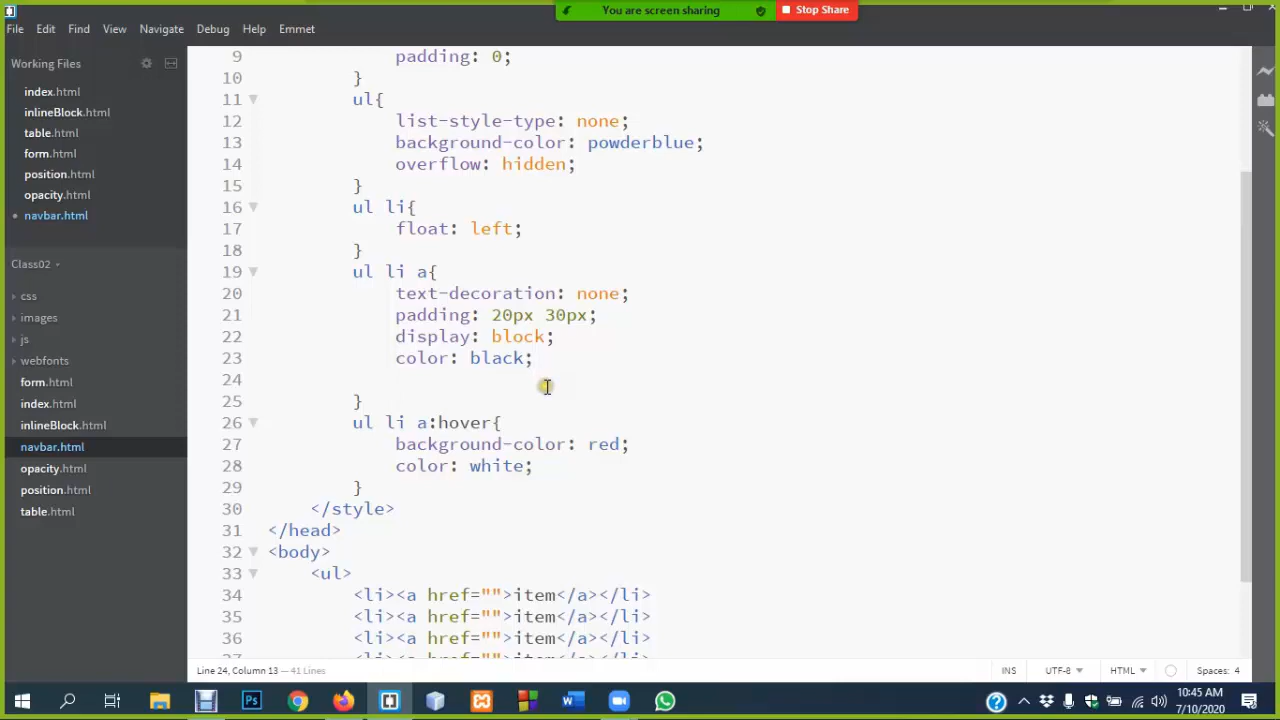 You are screen sharing
Stop Share
File Edit Find View Navigate Debug Help Emmet
Working Files
index.html
inlineBlock.html
table.html
form.html
position.html
opacity.html
navbar.html
Class02
css
images
js
webfonts
form.html
index.html
inlineBlock.html
navbar.html
opacity.html
position.html
table.html
9 padding: 0;
10 }
11 ul{
12 list-style-type: none;
13 background-color: powderblue;
14 overflow: hidden;
15 }
16 ul li{
17 float: left;
18 }
19 ul li a{
20 text-decoration: none;
21 padding: 20px 30px;
22 display: block;
23 color: black;
24
25 }
26 ul li a:hover{
27 background-color: red;
28 color: white;
29 }
30 </style>
31 </head>
32 <body>
33 <ul>
34 <li><a href="">item</a></li>
35 <li><a href="">item</a></li>
36 <li><a href="">item</a></li>
37 <li><a href="">item</a></li>
Line 24, Column 13 — 41 Lines
INS UTF-8 HTML Spaces: 4
10:45 AM
7/10/2020